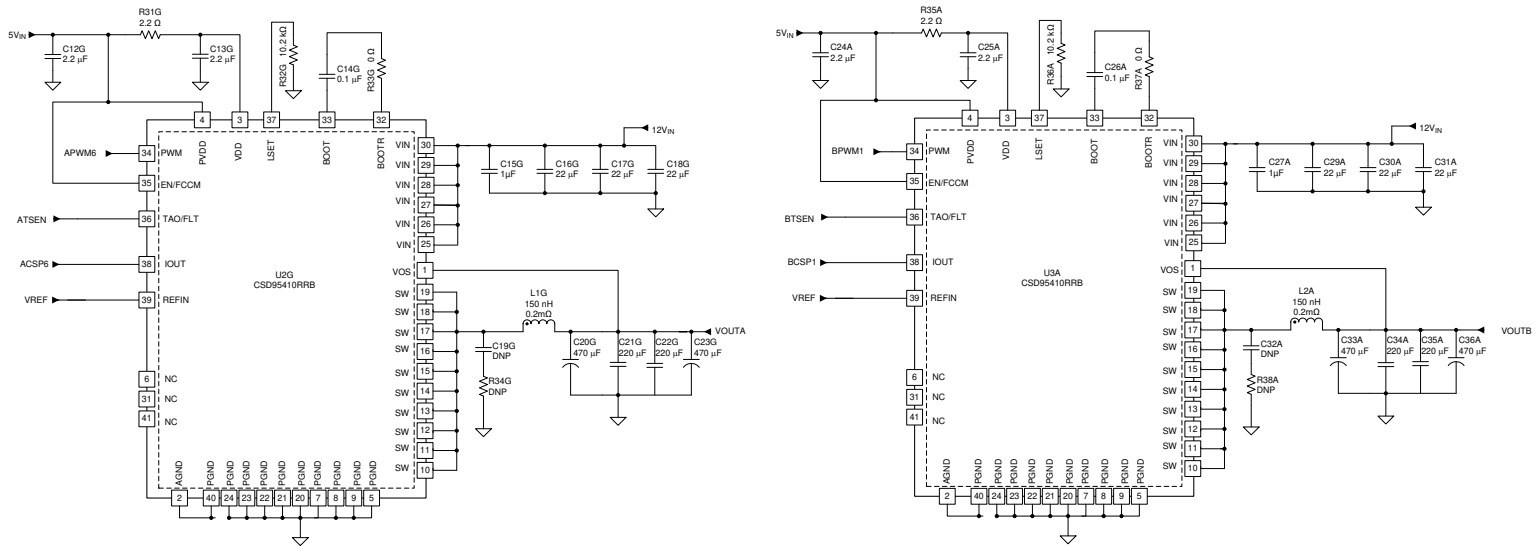 R31G
2.2 Ω
5VIN
C12G
2.2 μF
C13G
2.2 μF
R32G 10.2 kΩ
C14G
0.1 μF
R33G 0 Ω
4
3
37
33
32
PVDD
VDD
LSET
BOOT
BOOTR
APWM6
34
PWM
35
EN/FCCM
ATSEN
36
TAO/FLT
ACSP6
38
IOUT
VREF
39
REFIN
6
NC
31
NC
41
NC
U2G
CSD95410RRB
VIN
30
VIN
29
VIN
28
VIN
27
VIN
26
VIN
25
12VIN
C15G
1μF
C16G
22 μF
C17G
22 μF
C18G
22 μF
VOS
1
SW
19
SW
18
SW
17
SW
16
SW
15
SW
14
SW
13
SW
12
SW
11
SW
10
L1G
150 nH
0.2mΩ
VOUTA
C19G
DNP
R34G
DNP
C20G
470 μF
C21G
220 μF
C22G
220 μF
C23G
470 μF
AGND
PGND
PGND
PGND
PGND
PGND
PGND
PGND
PGND
PGND
PGND
2
40
24
23
22
21
20
7
8
9
5
R35A
2.2 Ω
5VIN
C24A
2.2 μF
C25A
2.2 μF
R36A 10.2 kΩ
C26A
0.1 μF
R37A 0 Ω
4
3
37
33
32
PVDD
VDD
LSET
BOOT
BOOTR
BPWM1
34
PWM
35
EN/FCCM
BTSEN
36
TAO/FLT
BCSP1
38
IOUT
VREF
39
REFIN
6
NC
31
NC
41
NC
U3A
CSD95410RRB
VIN
30
VIN
29
VIN
28
VIN
27
VIN
26
VIN
25
12VIN
C27A
1μF
C29A
22 μF
C30A
22 μF
C31A
22 μF
VOS
1
SW
19
SW
18
SW
17
SW
16
SW
15
SW
14
SW
13
SW
12
SW
11
SW
10
L2A
150 nH
0.2mΩ
VOUTB
C32A
DNP
R38A
DNP
C33A
470 μF
C34A
220 μF
C35A
220 μF
C36A
470 μF
AGND
PGND
PGND
PGND
PGND
PGND
PGND
PGND
PGND
PGND
PGND
2
40
24
23
22
21
20
7
8
9
5